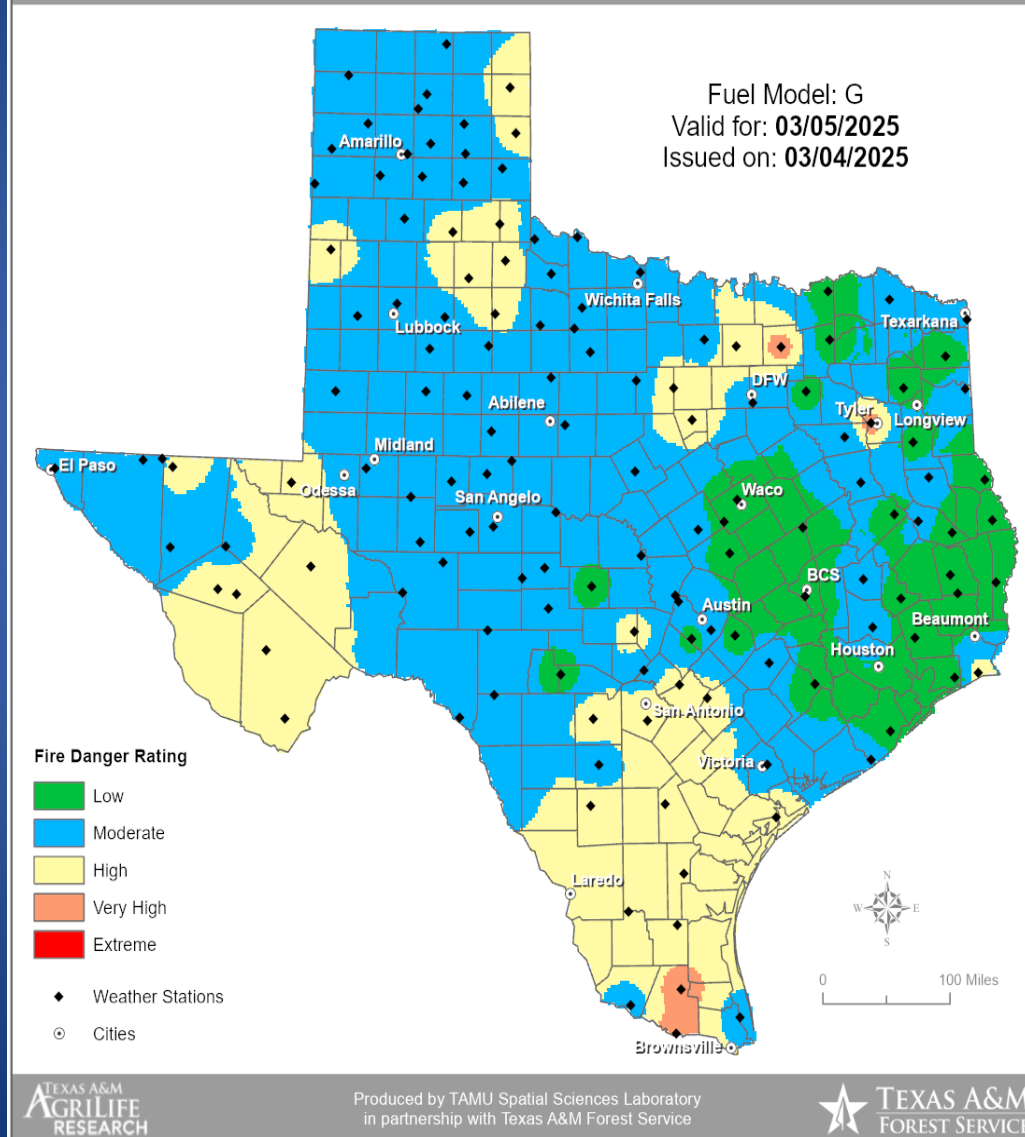 Fuel Model: G
Valid for: 03/05/2025
Issued on: 03/04/2025
Amarillo
Wichita Falls
Lubbock
Texarkana
DFW
Abilene
Tyler
Longview
Midland
El Paso
Odessa
San Angelo
Waco
BCS
Austin
Beaumont
Houston
San Antonio
Victoria
Laredo
Brownsville
Fire Danger Rating
Low
Moderate
High
Very High
Extreme
Weather Stations
Cities
N
W
E
S
0 100 Miles
TEXAS A&M
AGRILIFE
RESEARCH
Produced by TAMU Spatial Sciences Laboratory
in partnership with Texas A&M Forest Service
TEXAS A&M
FOREST SERVICE